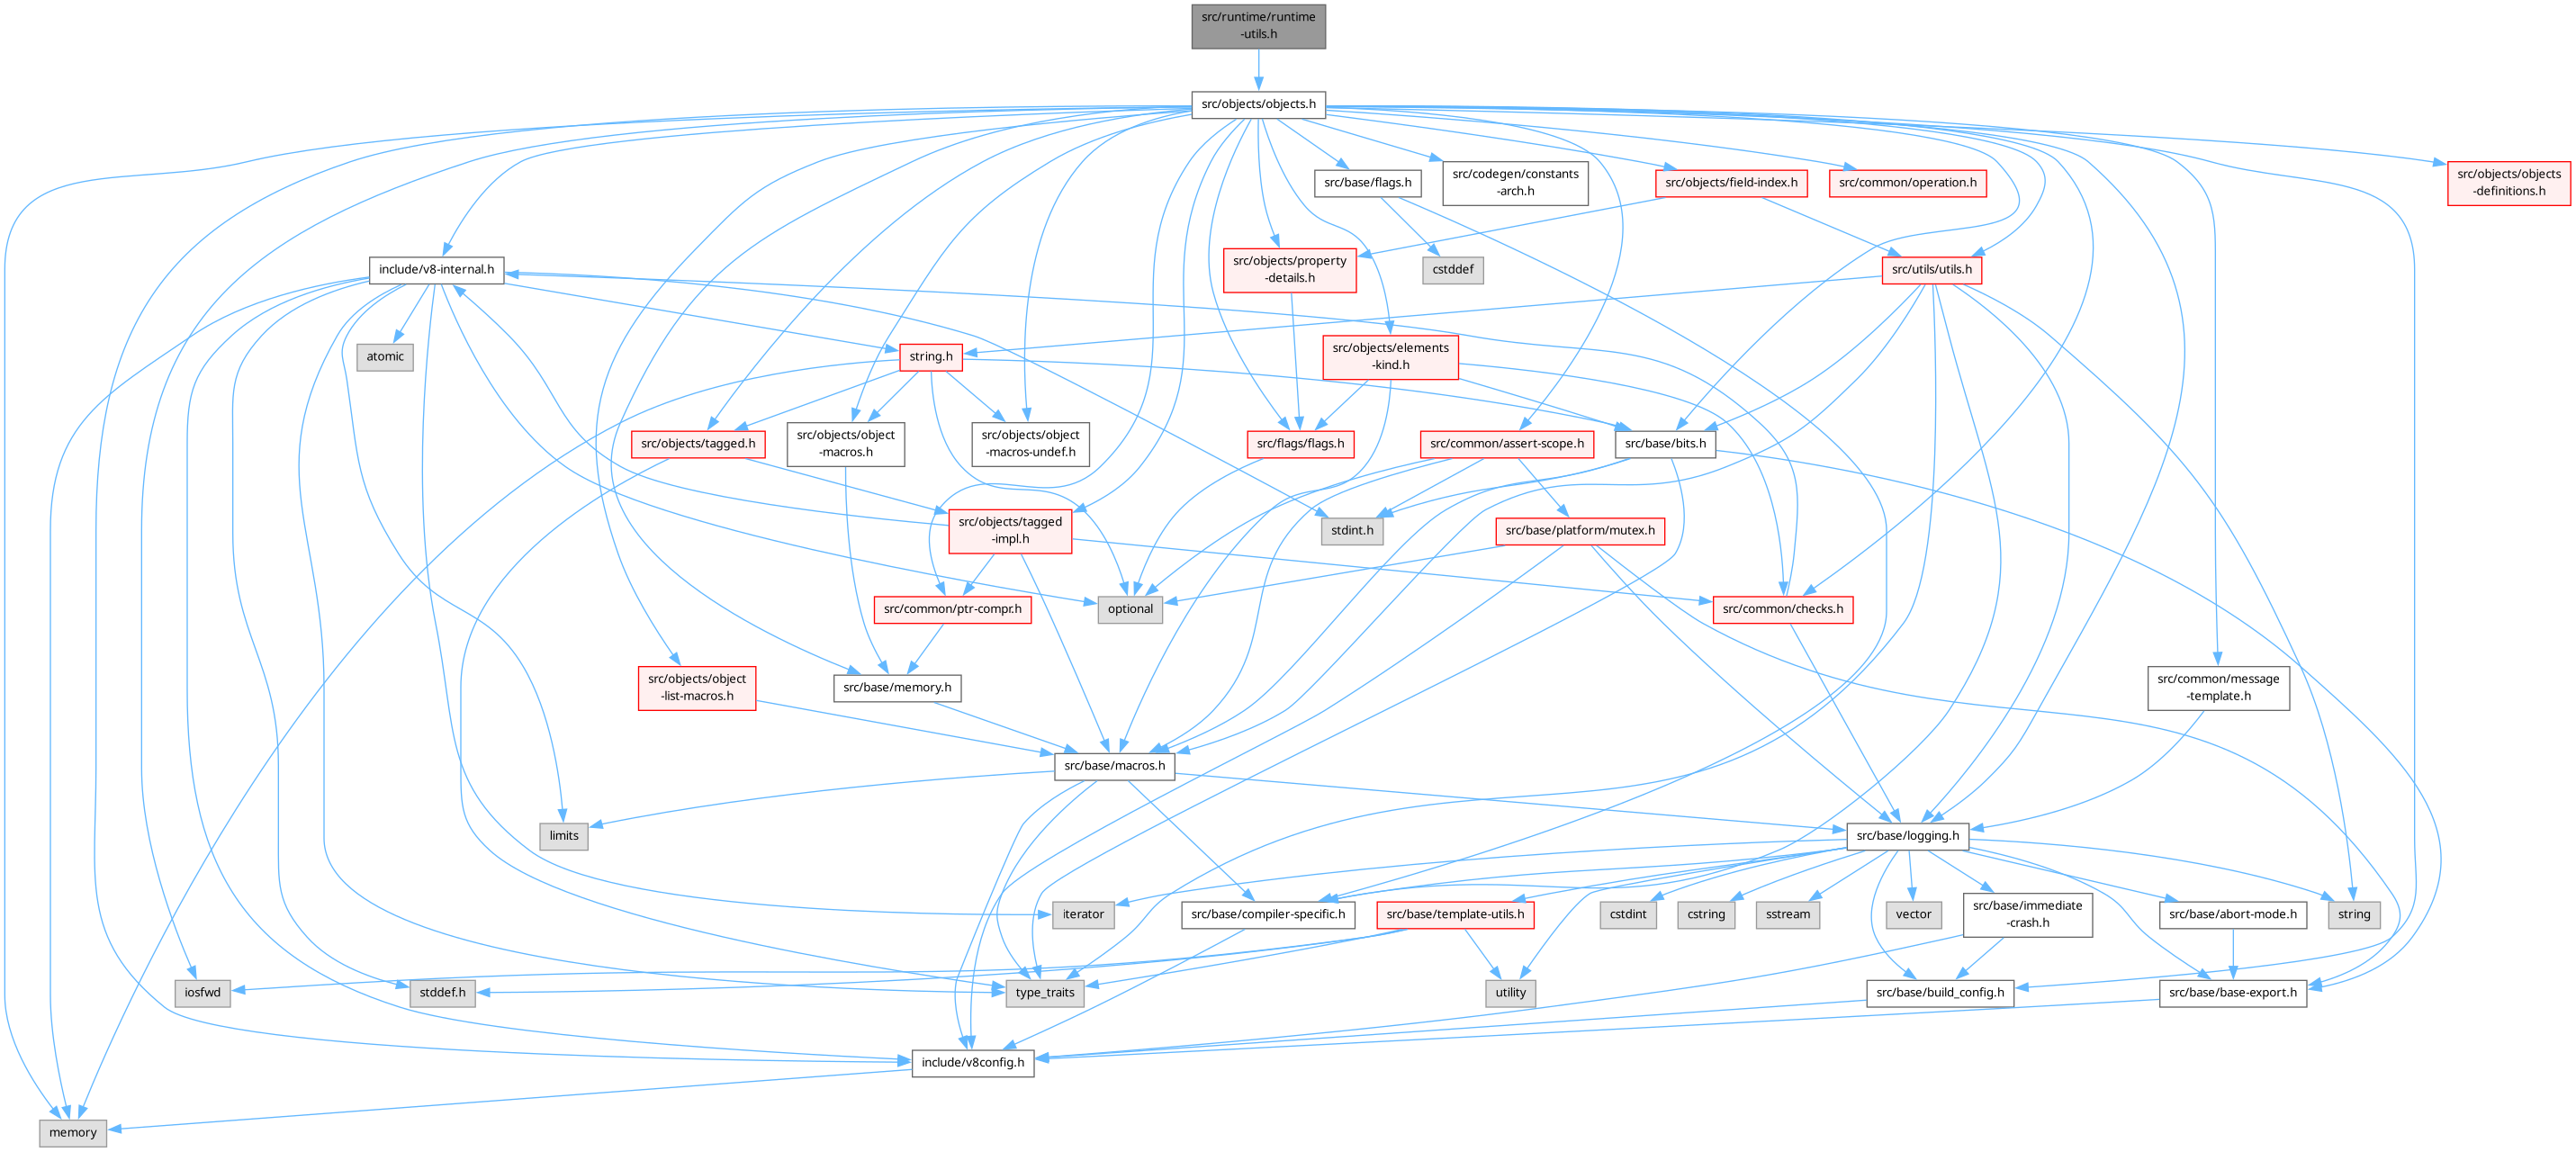 src/runtime/runtime
-utils.h
src/objects/objects.h
src/base/flags.h
src/codegen/constants
-arch.h
src/objects/field-index.h
src/common/operation.h
src/objects/objects
-definitions.h
include/v8-internal.h
src/objects/property
-details.h
cstddef
src/utils/utils.h
atomic
string.h
src/objects/elements
-kind.h
src/objects/tagged.h
src/objects/object
-macros.h
src/objects/object
-macros-undef.h
src/flags/flags.h
src/common/assert-scope.h
src/base/bits.h
src/objects/tagged
-impl.h
stdint.h
src/base/platform/mutex.h
src/common/ptr-compr.h
optional
src/common/checks.h
src/objects/object
-list-macros.h
src/base/memory.h
src/common/message
-template.h
src/base/macros.h
limits
src/base/logging.h
iterator
src/base/compiler-specific.h
src/base/template-utils.h
cstdint
cstring
sstream
vector
src/base/immediate
-crash.h
src/base/abort-mode.h
string
iosfwd
stddef.h
type_traits
utility
src/base/build_config.h
src/base/base-export.h
include/v8config.h
memory